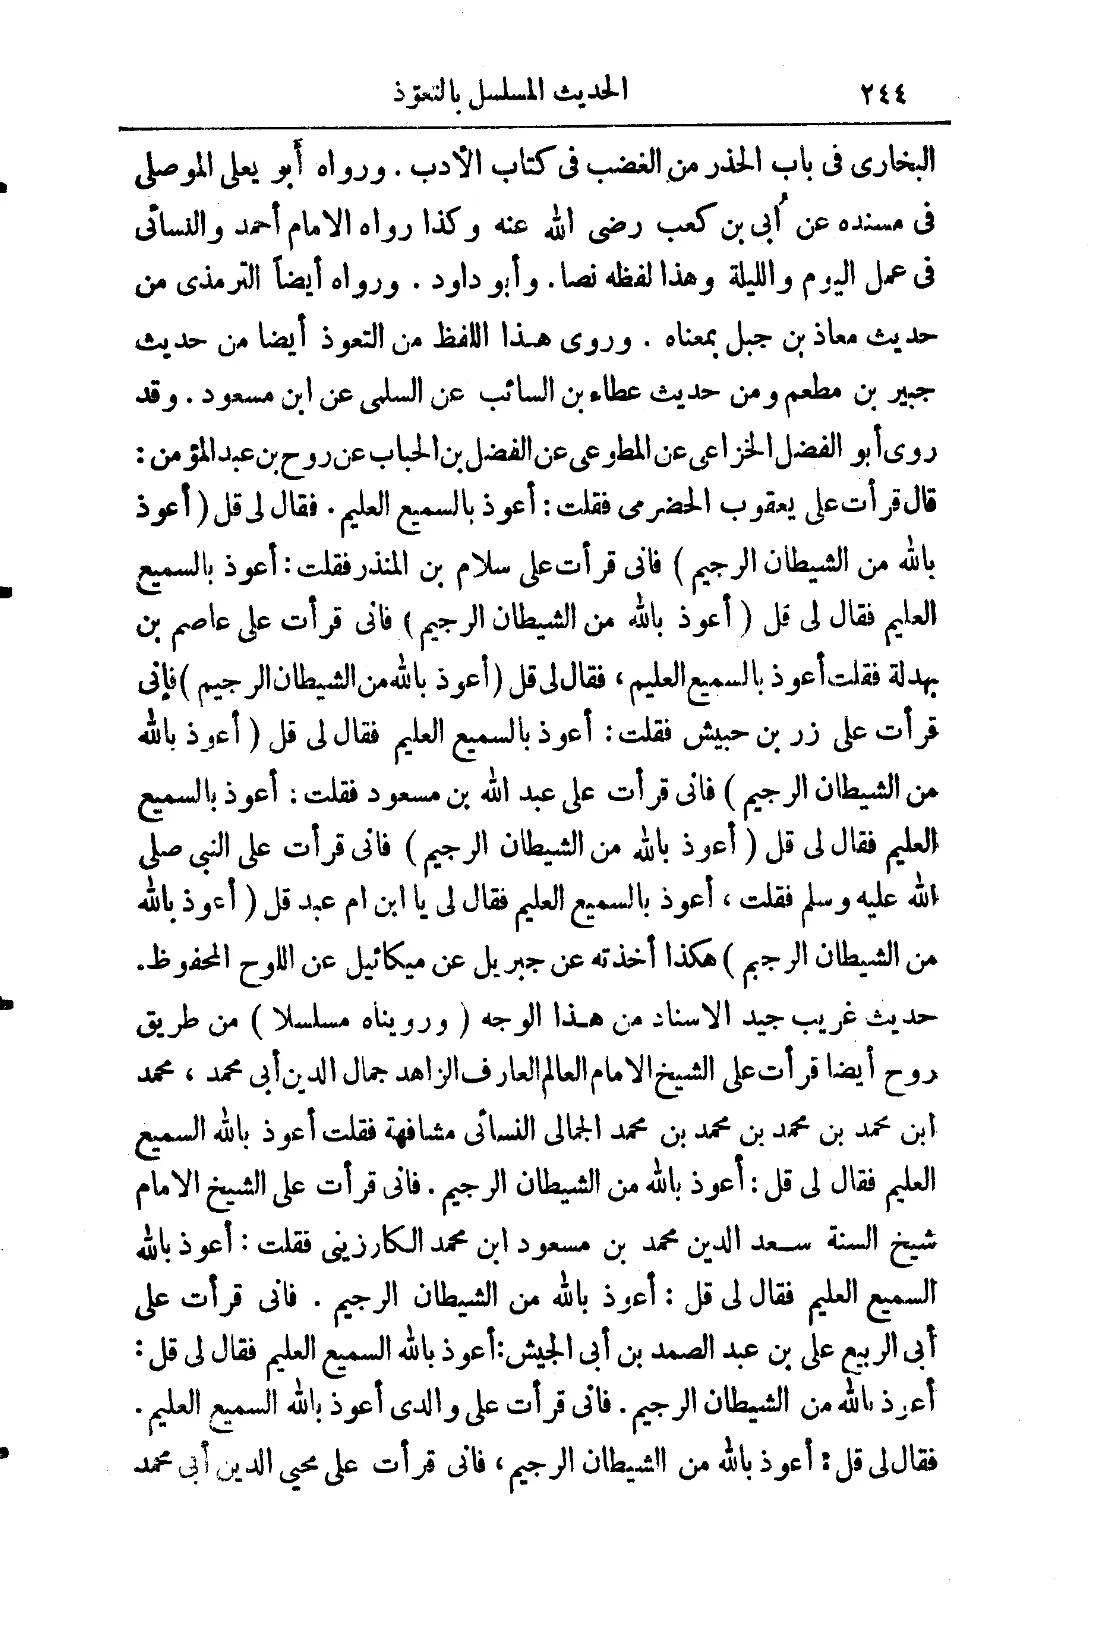 ٢٤٤ الحديث المسلسل بالتعوّذ
البخارى فى باب الحذر من الغضب فى كتاب الأدب . ورواه أبو يعلى الموصلى
فى مسنده عن أُبى بن كعب رضى الله عنه وكذا رواه الامام أحمد والنسائى
فى عمل اليوم والليلة وهذا لفظه نصا . وأبو داود . ورواه أيضاً الترمذى من
حديث معاذ بن جبل بمعناه . وروى هذا اللفظ من التعوذ أيضا من حديث
جبير بن مطعم ومن حديث عطاء بن السائب عن السلمى عن ابن مسعود . وقد
روى أبو الفضل الخزاعى عن المطوعى عن الفضل بن الحباب عن روح بن عبد المؤمن :
قال قرأت على يعقوب الحضرمى فقلت : أعوذ بالسميع العليم . فقال لى قل ( أعوذ
بالله من الشيطان الرجيم ) فانى قرأت على سلام بن المنذر فقلت : أعوذ بالسميع
العليم فقال لى قل ( أعوذ بالله من الشيطان الرجيم ) فانى قرأت على عاصم بن
بهدلة فقلت أعوذ بالسميع العليم ، فقال لى قل ( أعوذ بالله من الشيطان الرجيم ) فإنى
قرأت على زر بن حبيش فقلت : أعوذ بالسميع العليم فقال لى قل ( أعوذ بالله
من الشيطان الرجيم ) فانى قرأت على عبد الله بن مسعود فقلت : أعوذ بالسميع
العليم فقال لى قل ( أعوذ بالله من الشيطان الرجيم ) فانى قرأت على النبى صلى
الله عليه وسلم فقلت ، أعوذ بالسميع العليم فقال لى يا ابن ام عبد قل ( أعوذ بالله
من الشيطان الرجيم ) هكذا أخذته عن جبريل عن ميكائيل عن اللوح المحفوظ .
حديث غريب جيد الاسناد من هذا الوجه ( ورويناه مسلسلا ) من طريق
روح أيضا قرأت على الشيخ الامام العالم العارف الزاهد جمال الدين أبى محمد ، محمد
ابن محمد بن محمد بن محمد بن محمد الجمالى النسائى مشافهة فقلت أعوذ بالله السميع
العليم فقال لى قل : أعوذ بالله من الشيطان الرجيم . فانى قرأت على الشيخ الامام
شيخ السنة سعد الدين محمد بن مسعود ابن محمد الكارزينى فقلت : أعوذ بالله
السميع العليم فقال لى قل : أعوذ بالله من الشيطان الرجيم . فانى قرأت على
أبى الربيع على بن عبد الصمد بن أبى الجيش : أعوذ بالله السميع العليم فقال لى قل :
أعوذ بالله من الشيطان الرجيم . فانى قرأت على والدى أعوذ بالله السميع العليم .
فقال لى قل : أعوذ بالله من الشيطان الرجيم ، فانى قرأت على محيي الدين أبى محمد